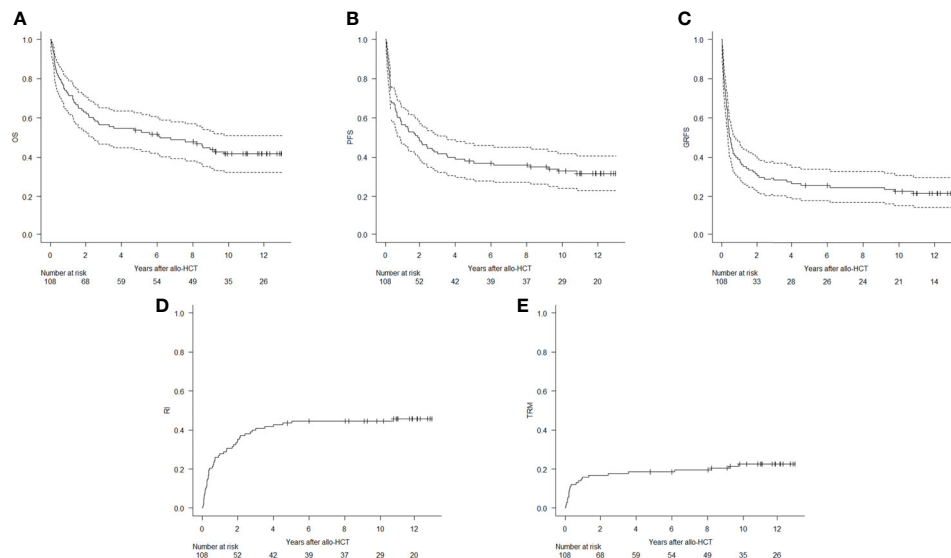 A
1.0
0.8
0.6
0.4
0.2
0.0
OS
0 2 4 6 8 10 12
Number at risk Years after allo-HCT
108 68 59 54 49 35 26
B
1.0
0.8
0.6
0.4
0.2
0.0
PFS
0 2 4 6 8 10 12
Number at risk Years after allo-HCT
108 52 42 39 37 29 20
C
1.0
0.8
0.6
0.4
0.2
0.0
GRFS
0 2 4 6 8 10 12
Number at risk Years after allo-HCT
108 33 28 26 24 21 14
D
1.0
0.8
0.6
0.4
0.2
0.0
RI
0 2 4 6 8 10 12
Number at risk Years after allo-HCT
108 52 42 39 37 29 20
E
1.0
0.8
0.6
0.4
0.2
0.0
TRM
0 2 4 6 8 10 12
Number at risk Years after allo-HCT
108 68 59 54 49 35 26